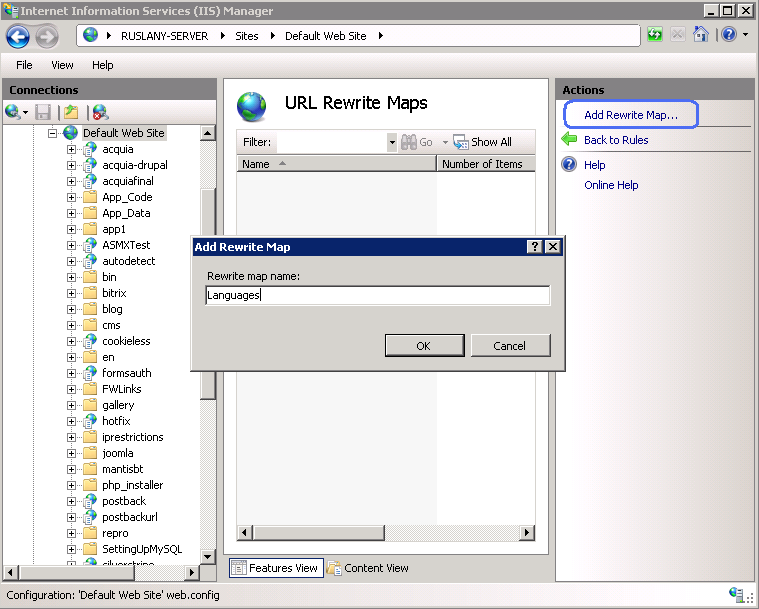 Internet Information Services (IIS) Manager
RUSLANY-SERVER Sites Default Web Site
File View Help
Connections
Default Web Site
acquia
acquia-drupal
acquiafinal
App_Code
App_Data
app1
ASMXTest
autodetect
bin
bitrix
blog
cms
cookieless
en
formsauth
FWLinks
gallery
hotfix
iprestrictions
joomla
mantisbt
php_installer
postback
postbackurl
repro
SettingUpMySQL
silverstripe
URL Rewrite Maps
Filter: Go Show All
Name Number of Items
Add Rewrite Map
Rewrite map name:
Languages
OK Cancel
Features View Content View
Actions
Add Rewrite Map...
Back to Rules
Help
Online Help
Configuration: 'Default Web Site' web.config